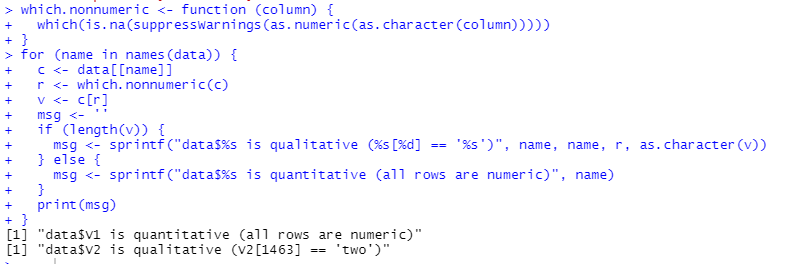 > which.nonnumeric <- function (column) {
+   which(is.na(suppressWarnings(as.numeric(as.character(column)))))
+ }
> for (name in names(data)) {
+   c <- data[[name]]
+   r <- which.nonnumeric(c)
+   v <- c[r]
+   msg <- ''
+   if (length(v)) {
+     msg <- sprintf("data$%s is qualitative (%s[%d] == '%s')", name, name, r, as.character(v))
+   } else {
+     msg <- sprintf("data$%s is quantitative (all rows are numeric)", name)
+   }
+   print(msg)
+ }
[1] "data$V1 is quantitative (all rows are numeric)"
[1] "data$V2 is qualitative (V2[1463] == 'two')"
>